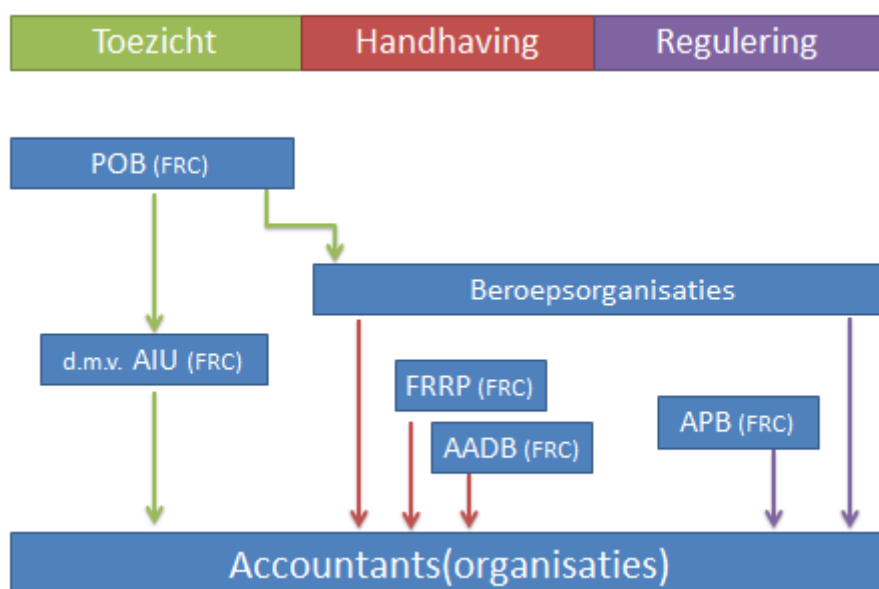 Toezicht Handhaving Regulering
POB (FRC)
Beroepsorganisaties
d.m.v. AIU (FRC)
FRRP (FRC)
APB (FRC)
AADB (FRC)
Accountants(organisaties)